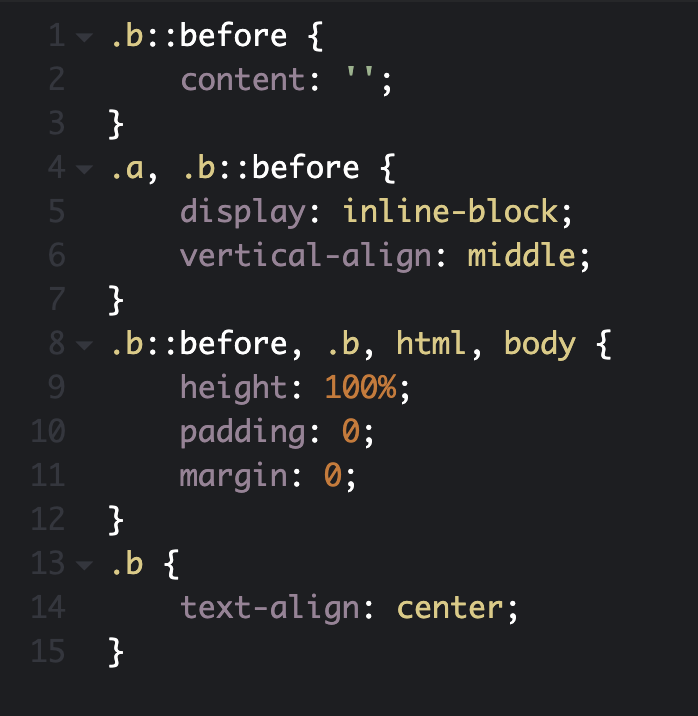 1 .b::before {
2 content: '';
3 }
4 .a, .b::before {
5 display: inline-block;
6 vertical-align: middle;
7 }
8 .b::before, .b, html, body {
9 height: 100%;
10 padding: 0;
11 margin: 0;
12 }
13 .b {
14 text-align: center;
15 }